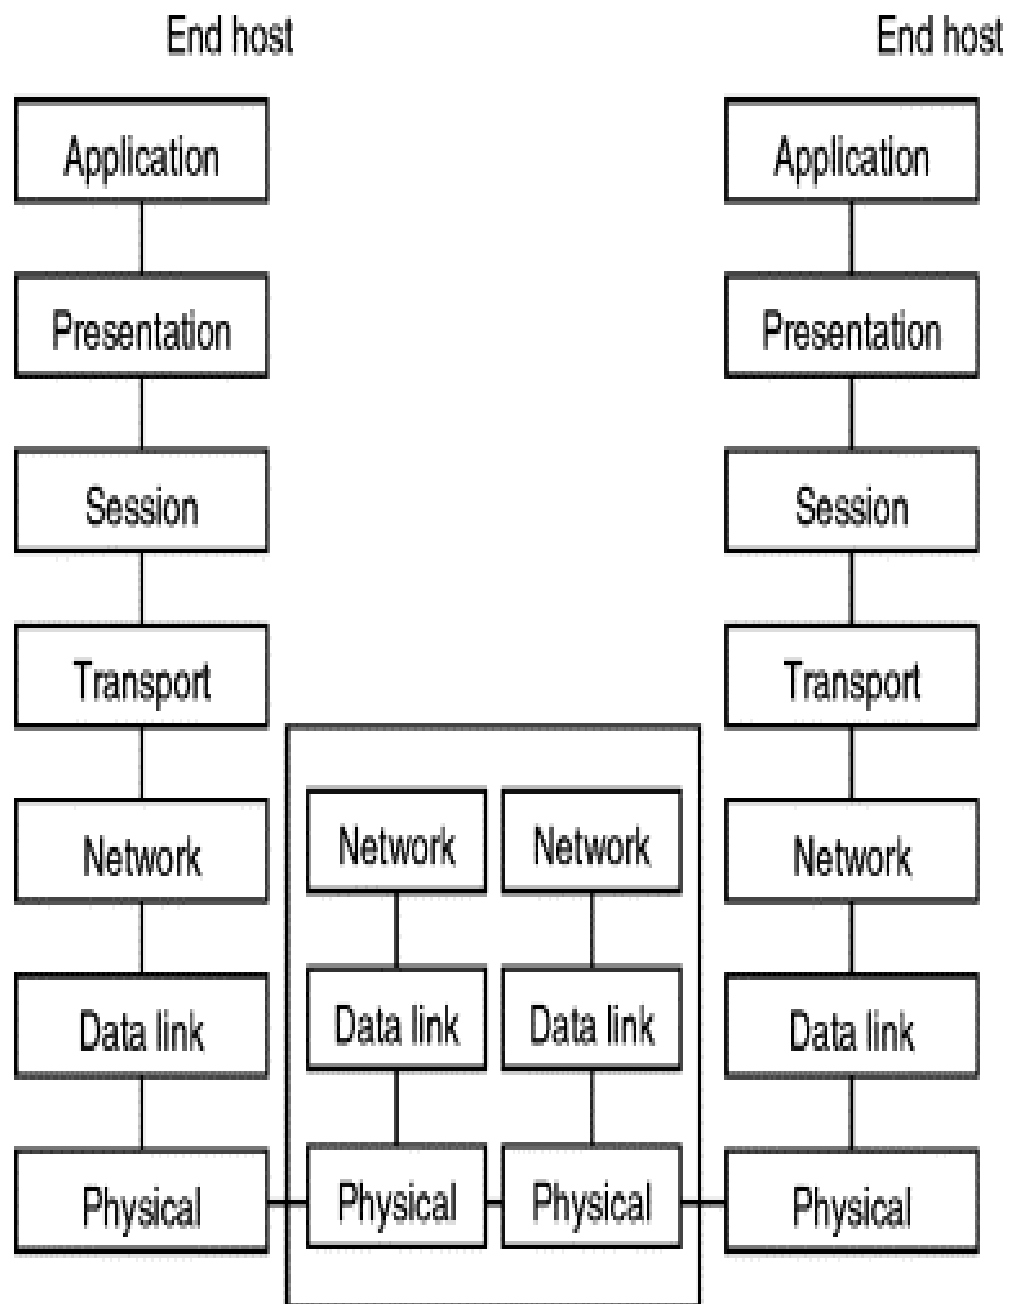 End host
End host
Application
Application
Presentation
Presentation
Session
Session
Transport
Transport
Network
Network
Network
Network
Data link
Data link
Data link
Data link
Physical
Physical
Physical
Physical